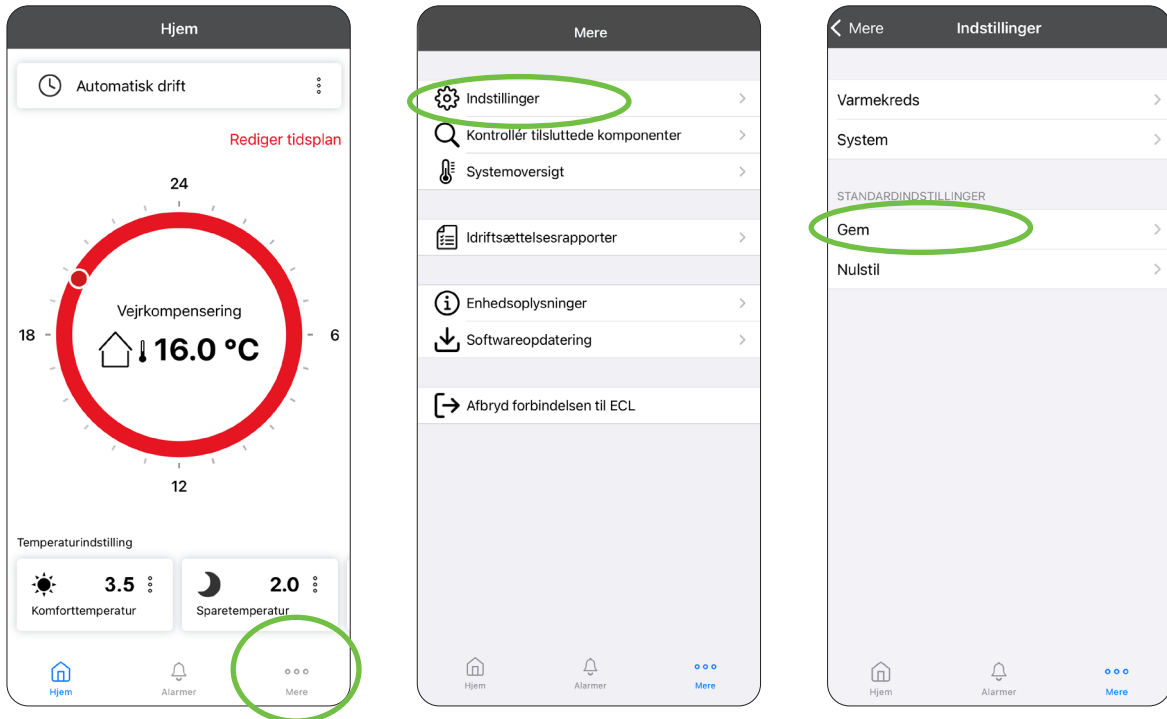 Hjem
Automatisk drift
Rediger tidsplan
24
18
6
12
Vejrkompensering
16.0 °C
Temperaturindstilling
3.5
Komforttemperatur
2.0
Sparetemperatur
Hjem
Alarmer
Mere
Mere
Indstillinger
Kontrollér tilsluttede komponenter
Systemoversigt
Idriftsættelsesrapporter
Enhedsoplysninger
Softwareopdatering
Afbryd forbindelsen til ECL
Hjem
Alarmer
Mere
Mere
Indstillinger
Varmekreds
System
STANDARDINDSTILLINGER
Gem
Nulstil
Hjem
Alarmer
Mere